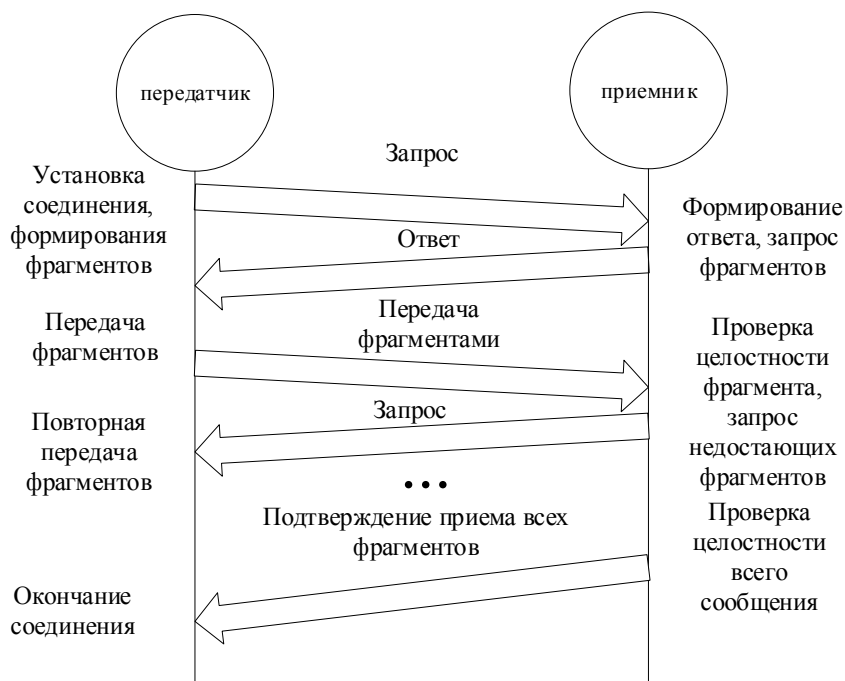 передатчик
приемник
Запрос
Установка
соединения,
формирования
фрагментов
Формирование
ответа, запрос
фрагментов
Ответ
Передача
фрагментов
Передача
фрагментами
Проверка
целостности
фрагмента,
запрос
недостающих
фрагментов
Запрос
Повторная
передача
фрагментов
...
Подтверждение приема всех
фрагментов
Проверка
целостности
всего
сообщения
Окончание
соединения